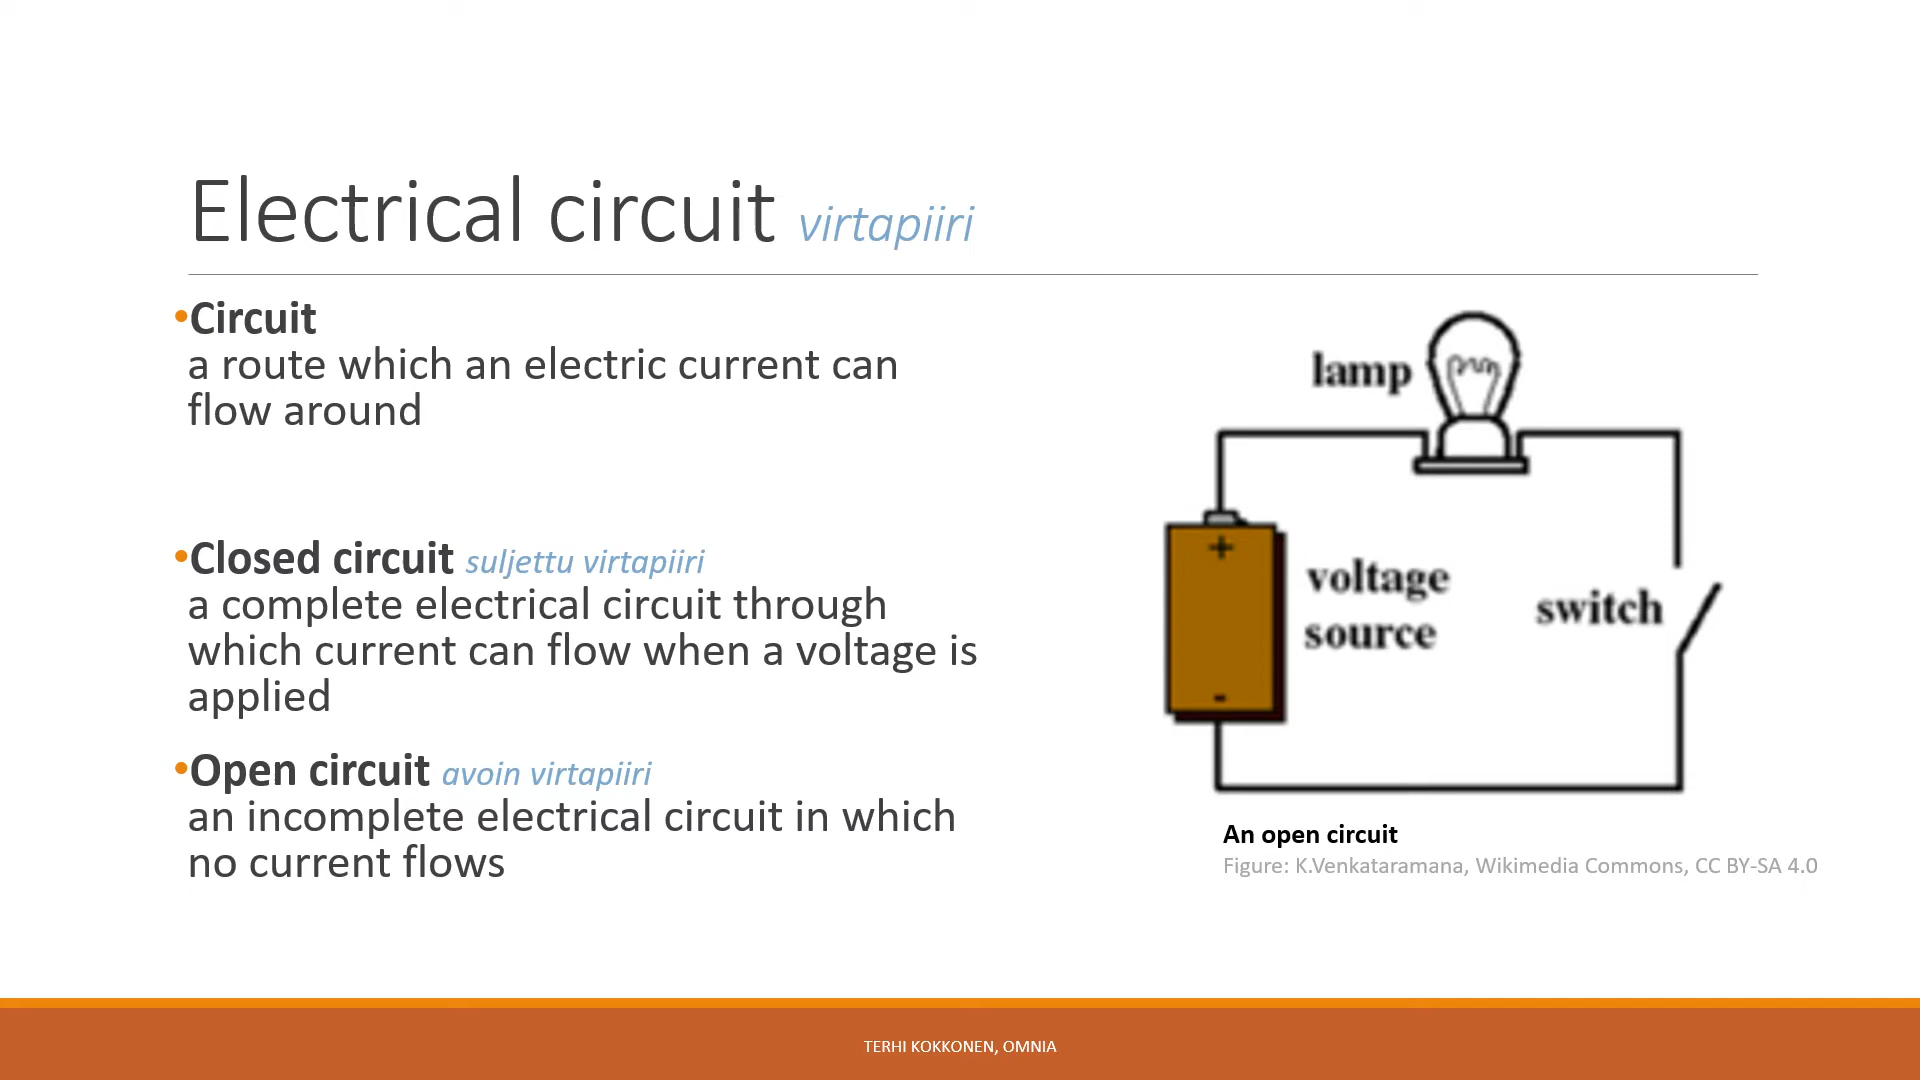 Electrical circuit virtapiiri
•Circuit
a route which an electric current can
flow around
•Closed circuit suljettu virtapiiri
a complete electrical circuit through
which current can flow when a voltage is
applied
•Open circuit avoin virtapiiri
an incomplete electrical circuit in which
no current flows
lamp
+
voltage
source
-
switch
An open circuit
Figure: K.Venkataramana, Wikimedia Commons, CC BY-SA 4.0
TERHI KOKKONEN, OMNIA